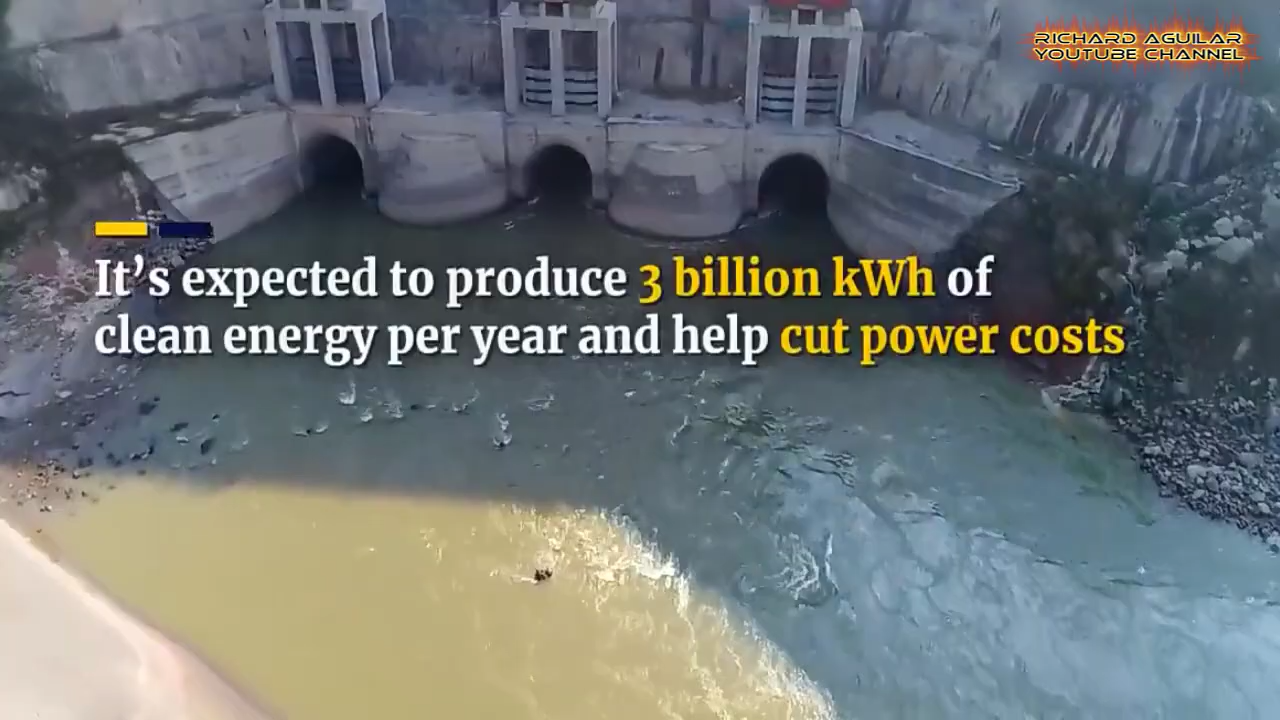 RICHARD AGUILAR
YOUTUBE CHANNEL
It’s expected to produce 3 billion kWh of
clean energy per year and help cut power costs